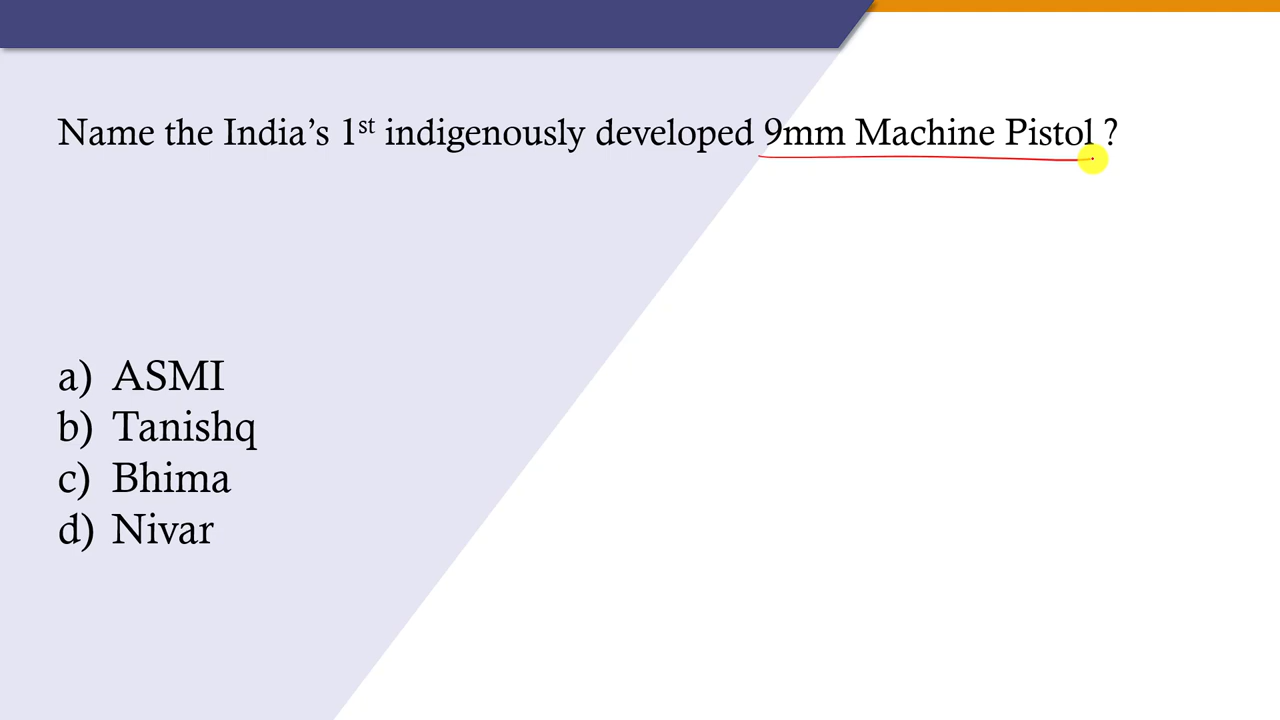 Name the India’s 1st indigenously developed 9mm Machine Pistol ?
a) ASMI
b) Tanishq
c) Bhima
d) Nivar